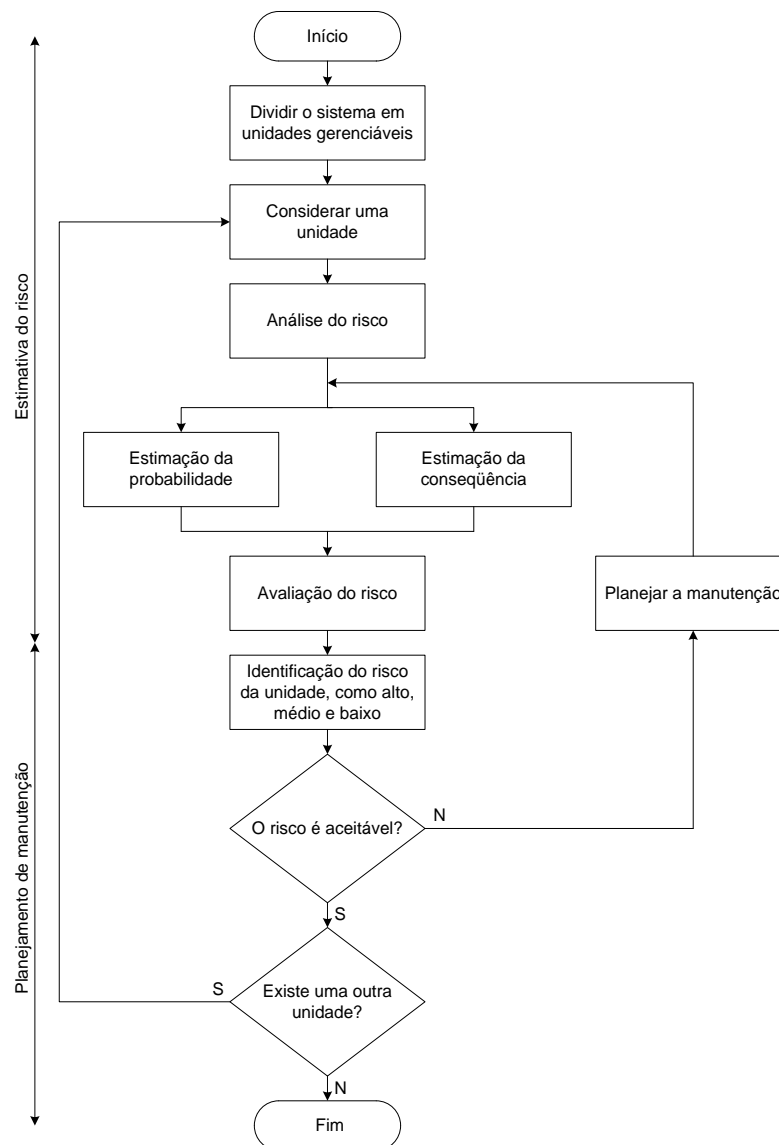 Início
Dividir o sistema em
unidades gerenciáveis
Considerar uma
unidade
Análise do risco
Estimativa do risco
Estimação da
probabilidade
Estimação da
conseqüência
Avaliação do risco
Planejar a manutenção
Identificação do risco
da unidade, como alto,
médio e baixo
Planejamento de manutenção
O risco é aceitável?
N
S
Existe uma outra
unidade?
S
N
Fim